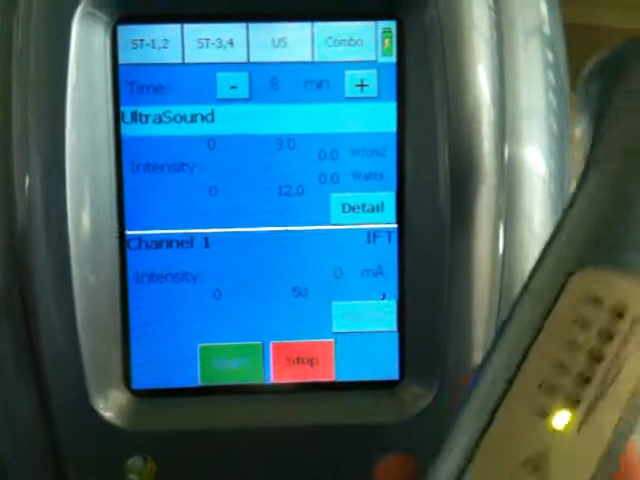 ST-1,2 ST-3,4 US Combo
Time: - 8 min +
UltraSound
0 3.0 0.0 W/cm2
Intensity
0.0 Watts
0 12.0
Detail
Channel 1 IFT
Intensity 0 mA
0 50
Start Stop